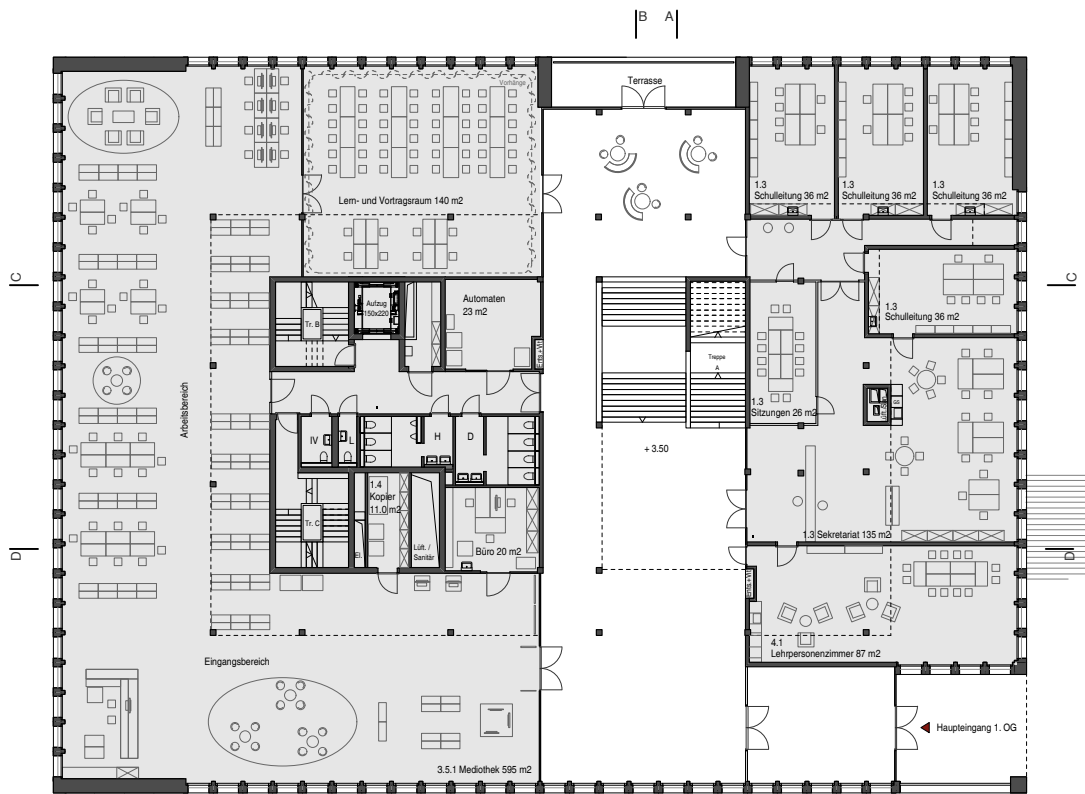 B A
Terrasse
Vorhänge
1.3
Schulleitung 36 m2
1.3
Schulleitung 36 m2
1.3
Schulleitung 36 m2
Lern- und Vortragsraum 140 m2
C
C
Aufzug
150x220
Automaten
23 m2
Tr. B
1.3
Schulleitung 36 m2
Treppe
A
Arbeitsbereich
1.3
Sitzungen 26 m2
IV
L
H
D
+ 3.50
1.4
Kopier
11.0 m2
Tr. C
El.
Lüft. /
Sanitär
Büro 20 m2
1.3 Sekretariat 135 m2
D
D
4.1
Lehrpersonenzimmer 87 m2
Eingangsbereich
Haupteingang 1. OG
3.5.1 Mediothek 595 m2